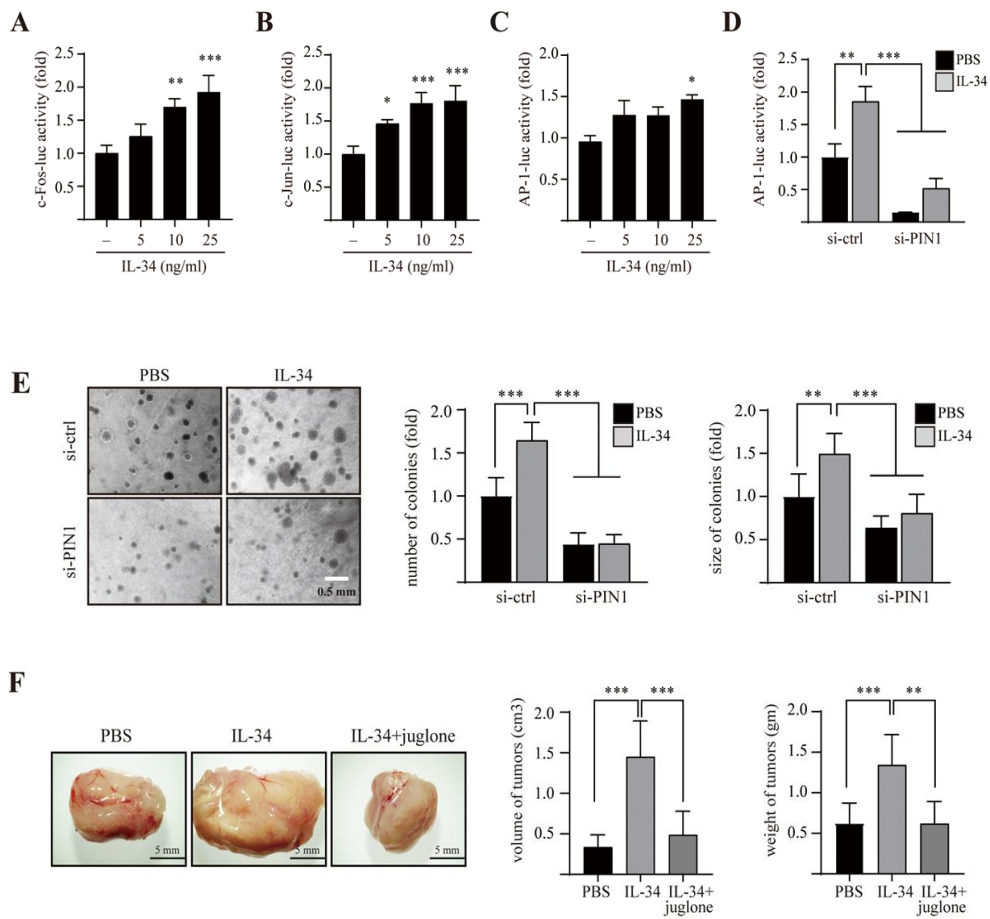 A
c-Fos-luc activity (fold)
2.5
2.0
1.5
1.0
0.5
** ***
– 5 10 25
IL-34 (ng/ml)
B
c-Jun-luc activity (fold)
2.5
2.0
1.5
1.0
0.5
* *** ***
– 5 10 25
IL-34 (ng/ml)
C
AP-1-luc activity (fold)
2.0
1.5
1.0
0.5
*
– 5 10 25
IL-34 (ng/ml)
D
AP-1-luc activity (fold)
2.5
2.0
1.5
1.0
0.5
** ***
PBS
IL-34
si-ctrl si-PIN1
E
PBS IL-34
si-ctrl
si-PIN1
0.5 mm
number of colonies (fold)
2.0
1.5
1.0
0.5
*** ***
PBS
IL-34
si-ctrl si-PIN1
size of colonies (fold)
2.0
1.5
1.0
0.5
** ***
PBS
IL-34
si-ctrl si-PIN1
F
PBS IL-34 IL-34+juglone
5 mm 5 mm 5 mm
volume of tumors (cm3)
2.0
1.5
1.0
0.5
*** ***
PBS IL-34 IL-34+
juglone
weight of tumors (gm)
2.0
1.5
1.0
0.5
*** **
PBS IL-34 IL-34+
juglone